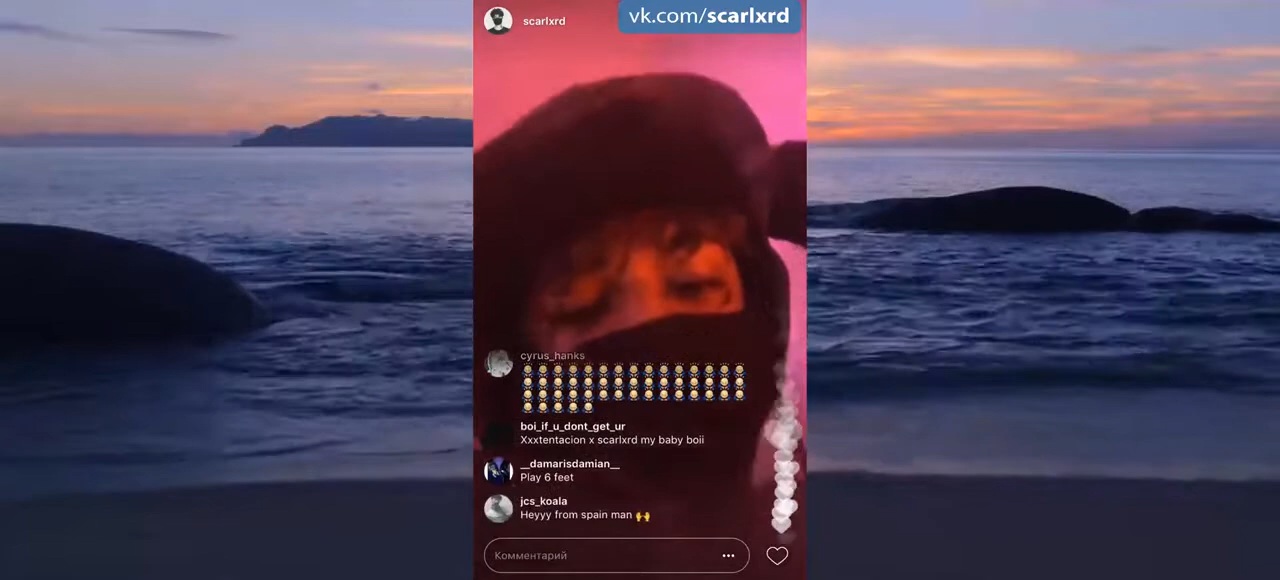 scarlxrd
vk.com/scarlxrd
cyrus_hanks
boi_if_u_dont_get_ur
Xxxtentacion x scarlxrd my baby boii
__damarisdamian__
Play 6 feet
jcs_koala
Heyyy from spain man 🙌
Комментарий